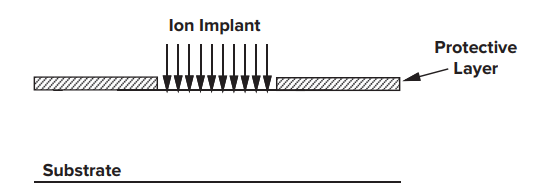 Ion Implant
Protective
Layer
Substrate